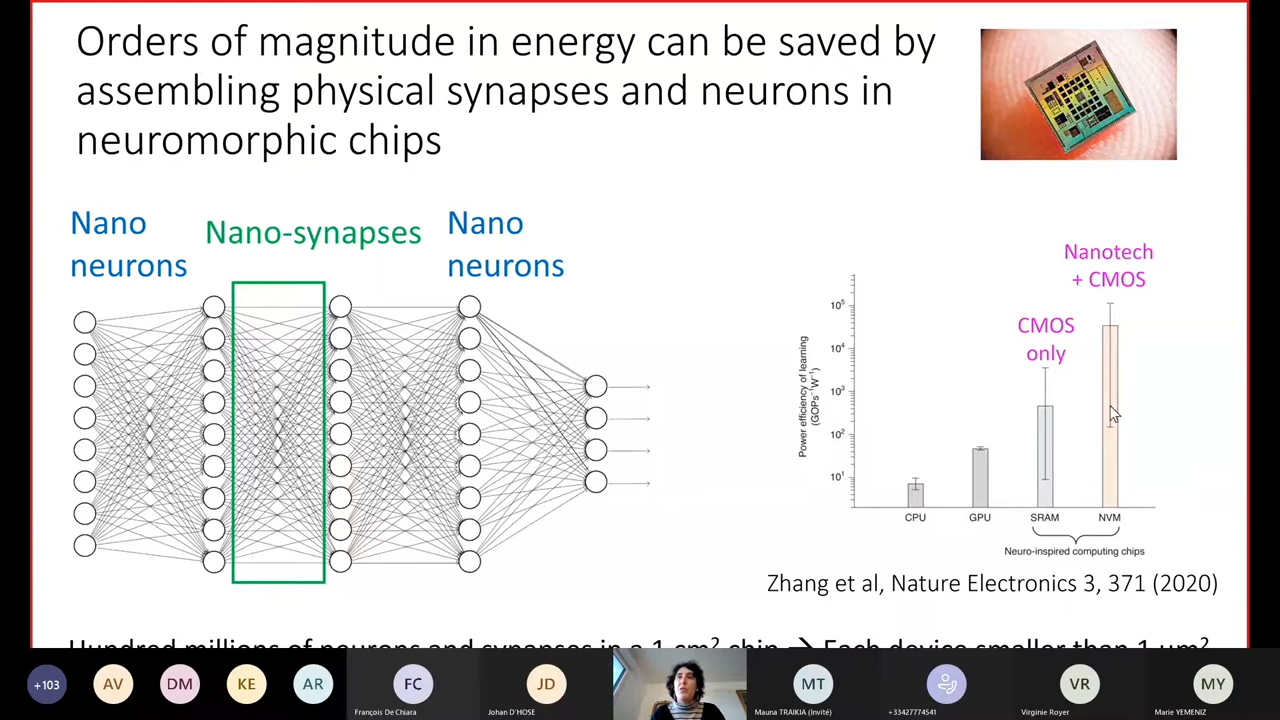 Orders of magnitude in energy can be saved by
assembling physical synapses and neurons in
neuromorphic chips
Nano
neurons
Nano-synapses
Nano
neurons
Nanotech
+ CMOS
CMOS
only
Power efficiency of learning
(GOPs⁻¹W⁻¹)
10⁵
10⁴
10³
10²
10¹
CPU
GPU
SRAM
NVM
Neuro-inspired computing chips
Zhang et al, Nature Electronics 3, 371 (2020)
Hundred millions of neurons and synapses in a 1 cm² chip → Each device smaller than 1 µm²
+103
AV
DM
KE
AR
FC
François De Chiara
JD
Johan D'HOSE
MT
Mauna TRAIKIA (Invité)
+33427774541
VR
Virginie Royer
MY
Marie YEMENIZ